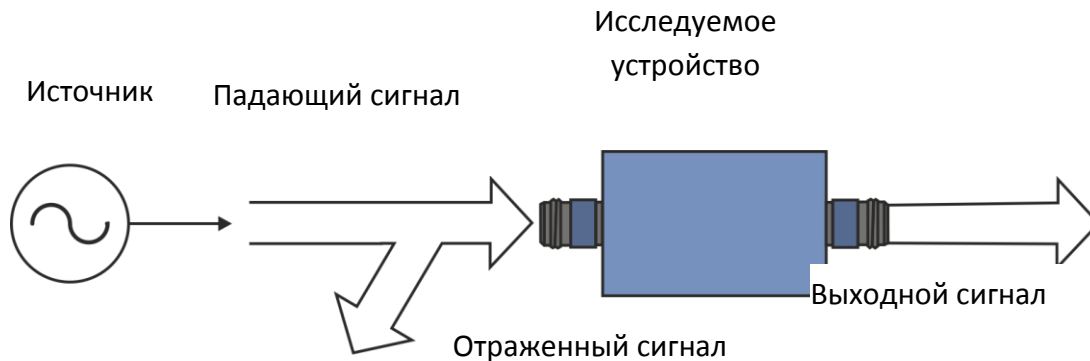 Исследуемое
устройство
Источник
Падающий сигнал
Выходной сигнал
Отраженный сигнал